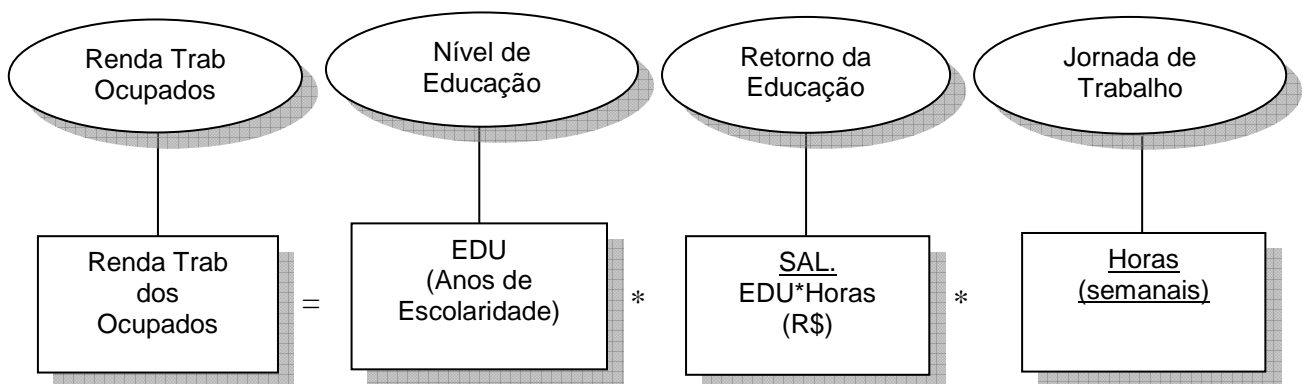 Renda Trab
Ocupados
Nível de
Educação
Retorno da
Educação
Jornada de
Trabalho
Renda Trab
dos
Ocupados
=
EDU
(Anos de
Escolaridade)
*
SAL.
EDU*Horas
(R$)
*
Horas
(semanais)